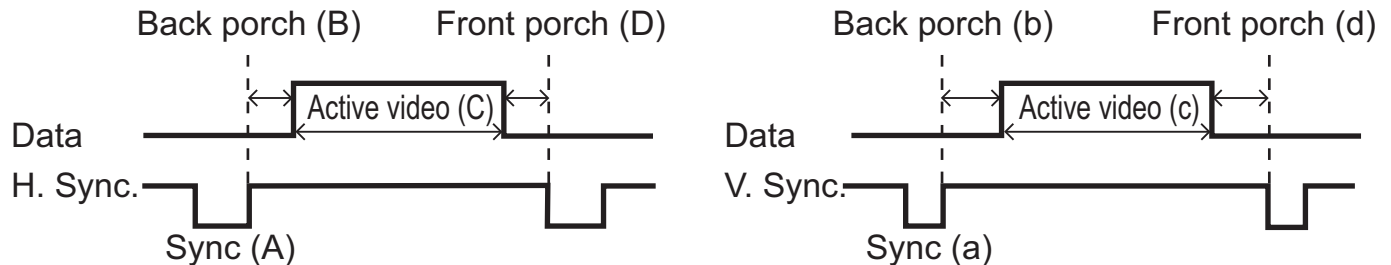 Back porch (B) Front porch (D)
Active video (C)
Data
H. Sync.
Sync (A)
Back porch (b) Front porch (d)
Active video (c)
Data
V. Sync.
Sync (a)